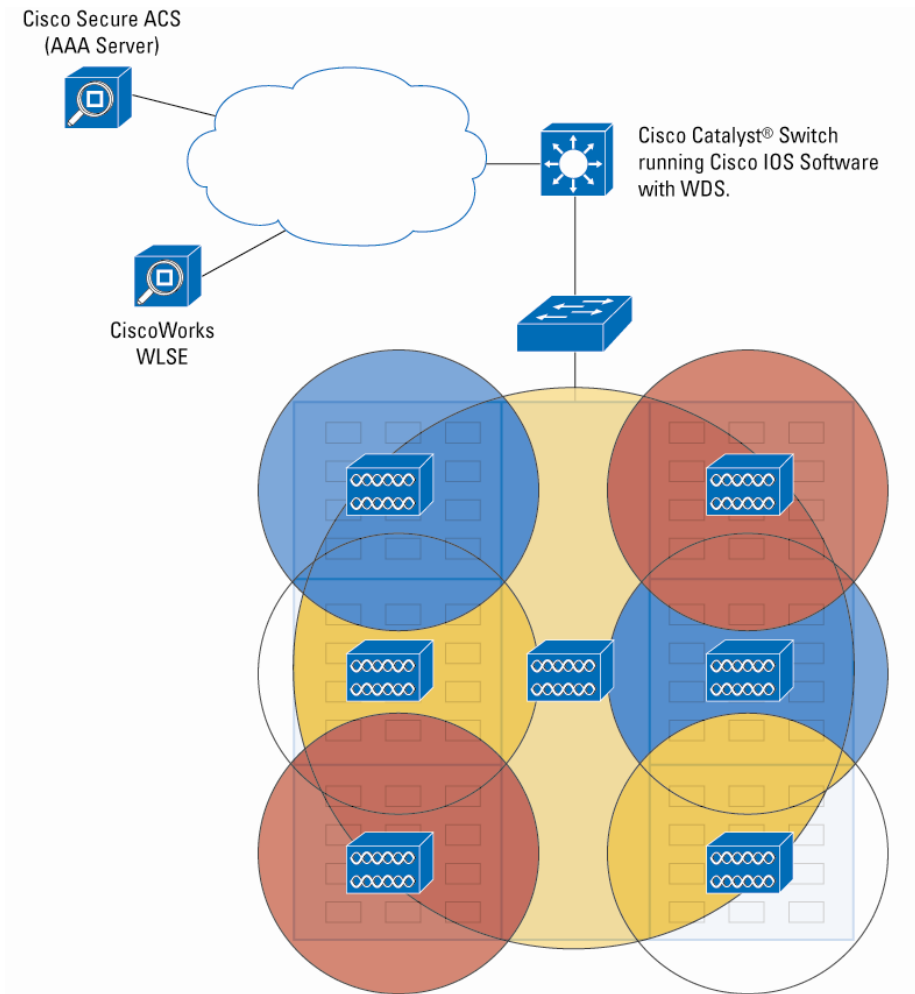 Cisco Secure ACS
(AAA Server)
Cisco Catalyst® Switch
running Cisco IOS Software
with WDS.
CiscoWorks
WLSE